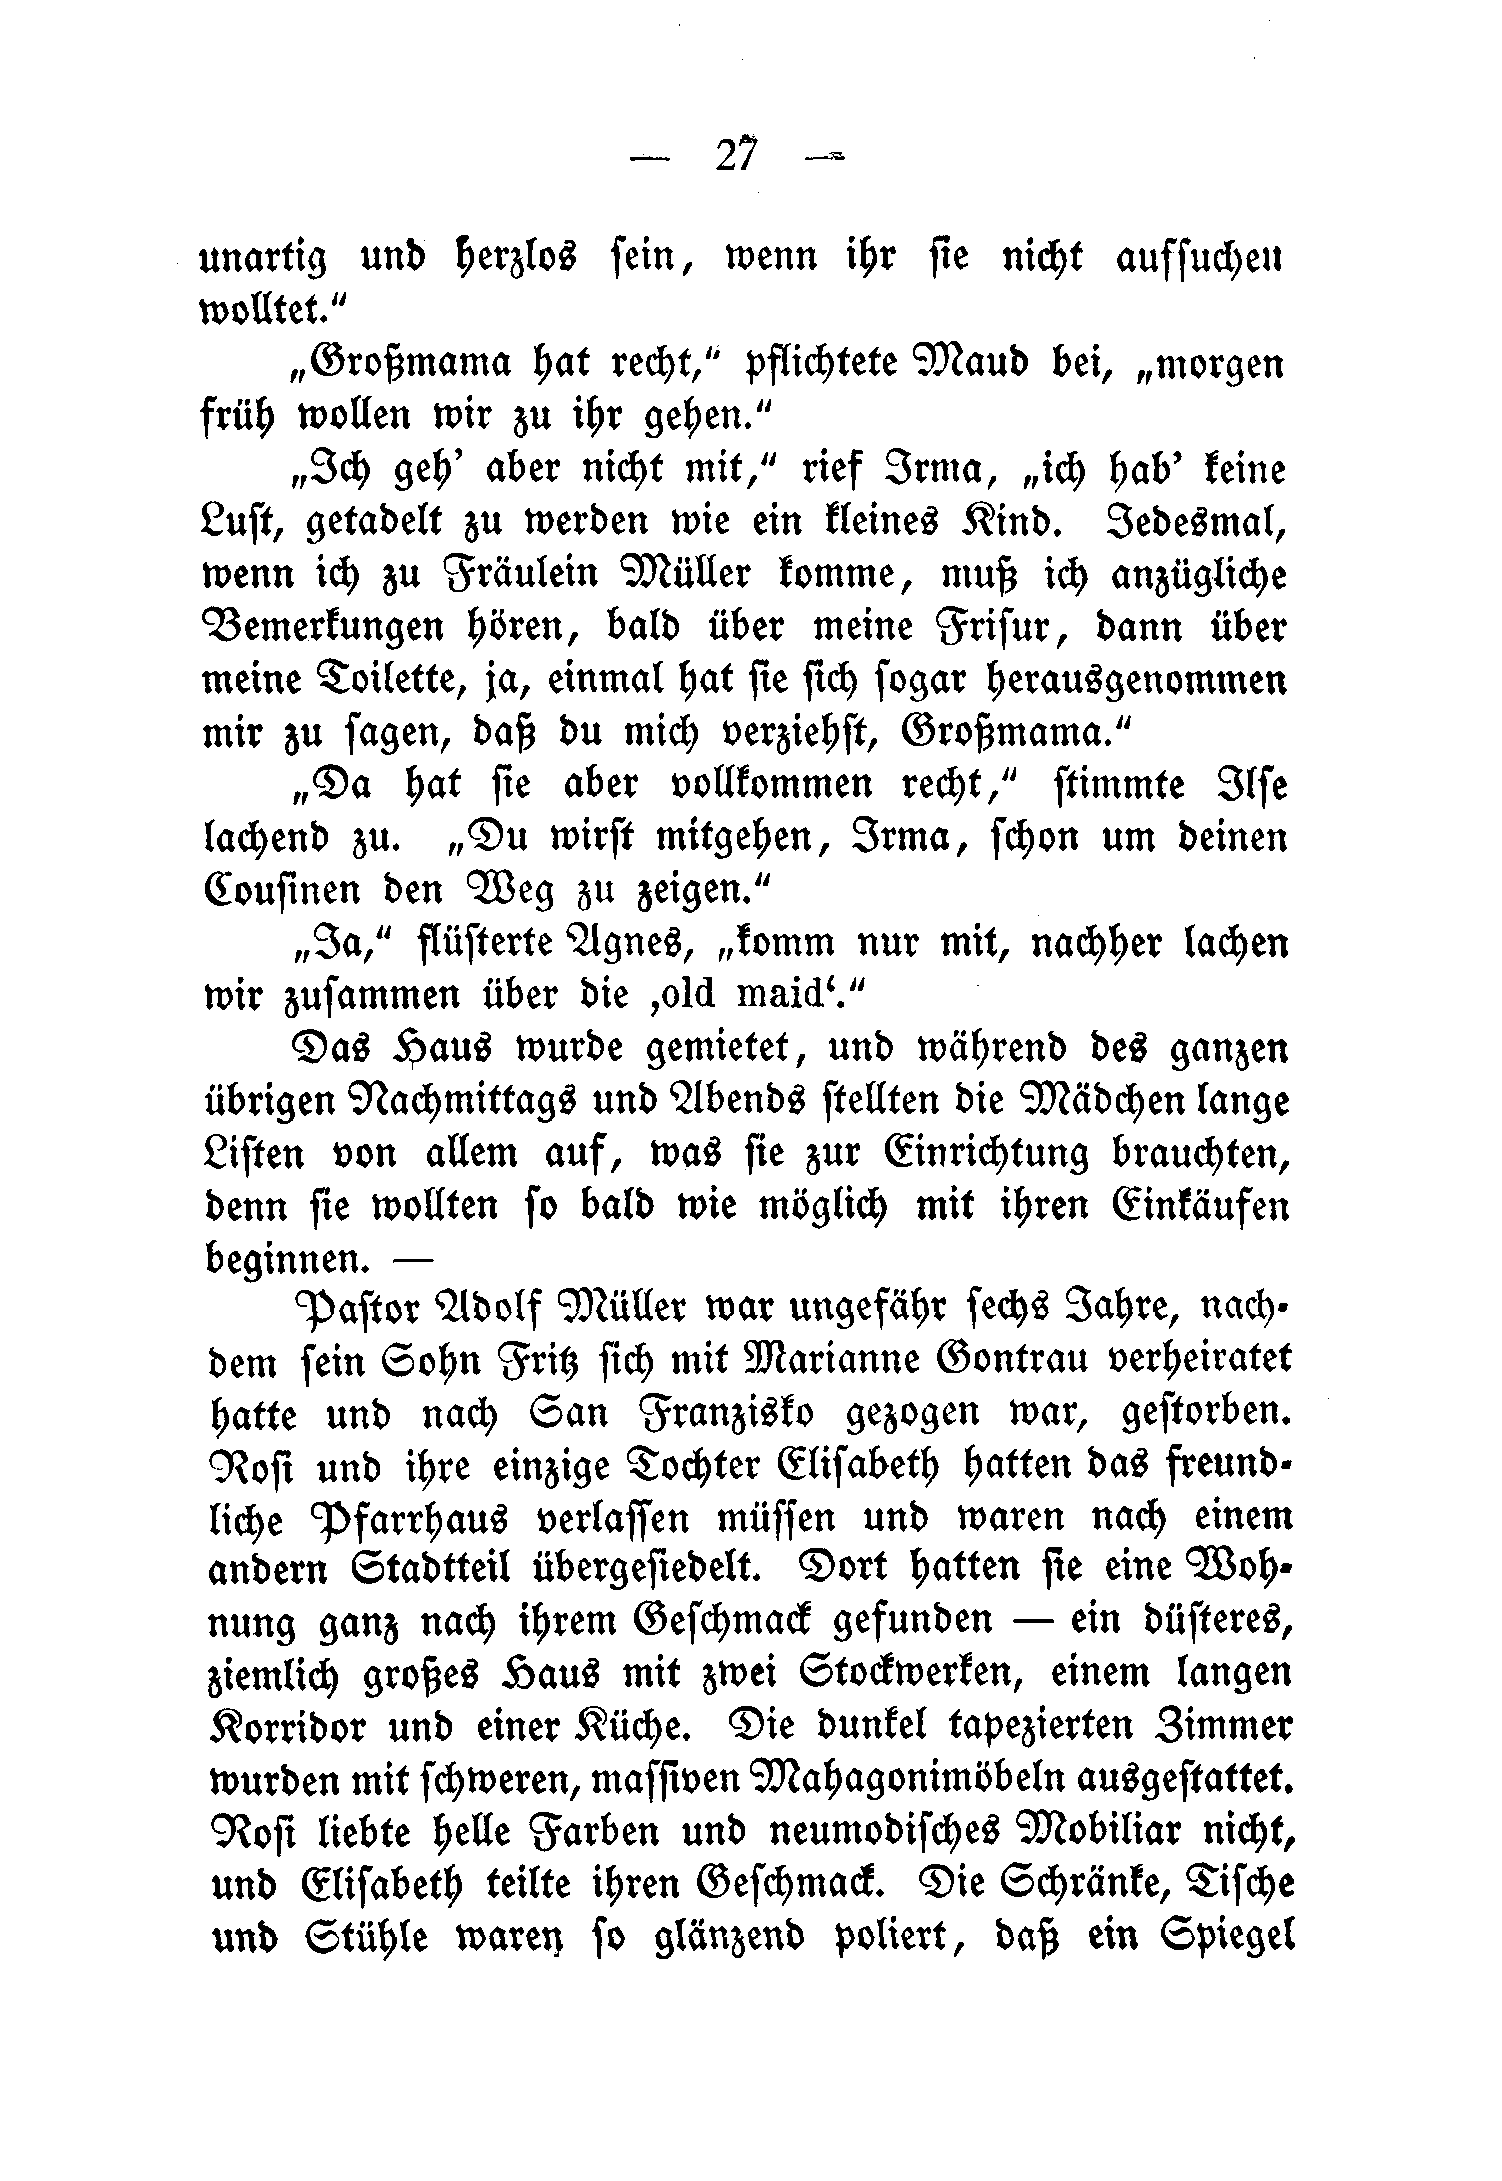 — 27 —
unartig und herzlos sein, wenn ihr sie nicht aufsuchen
wolltet.“
„Großmama hat recht,“ pflichtete Maud bei, „morgen
früh wollen wir zu ihr gehen.“
„Ich geh’ aber nicht mit,“ rief Irma, „ich hab’ keine
Lust, getadelt zu werden wie ein kleines Kind. Jedesmal,
wenn ich zu Fräulein Müller komme, muß ich anzügliche
Bemerkungen hören, bald über meine Frisur, dann über
meine Toilette, ja, einmal hat sie sich sogar herausgenommen
mir zu sagen, daß du mich verziehst, Großmama.“
„Da hat sie aber vollkommen recht,“ stimmte Ilse
lachend zu. „Du wirst mitgehen, Irma, schon um deinen
Cousinen den Weg zu zeigen.“
„Ja,“ flüsterte Agnes, „komm nur mit, nachher lachen
wir zusammen über die ‚old maid‘.“
Das Haus wurde gemietet, und während des ganzen
übrigen Nachmittags und Abends stellten die Mädchen lange
Listen von allem auf, was sie zur Einrichtung brauchten,
denn sie wollten so bald wie möglich mit ihren Einkäufen
beginnen. —
Pastor Adolf Müller war ungefähr sechs Jahre, nach-
dem sein Sohn Fritz sich mit Marianne Gontrau verheiratet
hatte und nach San Franzisko gezogen war, gestorben.
Rosi und ihre einzige Tochter Elisabeth hatten das freund-
liche Pfarrhaus verlassen müssen und waren nach einem
andern Stadtteil übergesiedelt. Dort hatten sie eine Woh-
nung ganz nach ihrem Geschmack gefunden — ein düsteres,
ziemlich großes Haus mit zwei Stockwerken, einem langen
Korridor und einer Küche. Die dunkel tapezierten Zimmer
wurden mit schweren, massiven Mahagonimöbeln ausgestattet.
Rosi liebte helle Farben und neumodisches Mobiliar nicht,
und Elisabeth teilte ihren Geschmack. Die Schränke, Tische
und Stühle waren so glänzend poliert, daß ein Spiegel